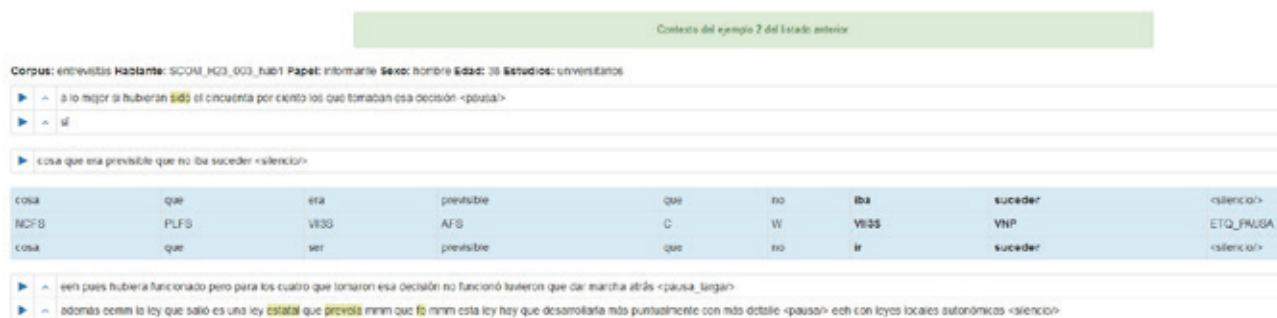 Contexto del ejemplo 2 del listado anterior
Corpus: entrevistas Hablante: SCOM_H23_003_hab1 Papel: informante Sexo: hombre Edad: 38 Estudios: universitarios
a lo mejor si hubieran sido el cincuenta por ciento los que tomaban esa decisión <pausa/>
sí
cosa que era previsible que no iba suceder <silencio/>
cosa que era previsible que no iba suceder <silencio/>
NCFS PLFS VII3S AFS C W VII3S VNP ETQ_PAUSA
cosa que ser previsible que no ir suceder <silencio/>
eeh pues hubiera funcionado pero para los cuatro que tomaron esa decisión no funcionó tuvieron que dar marcha atrás <pausa_larga/>
además eemm la ley que salió es una ley estatal que preveía mmm que fo mmm esta ley hay que desarrollarla más puntualmente con más detalle <pausa/> eeh con leyes locales autonómicas <silencio/>